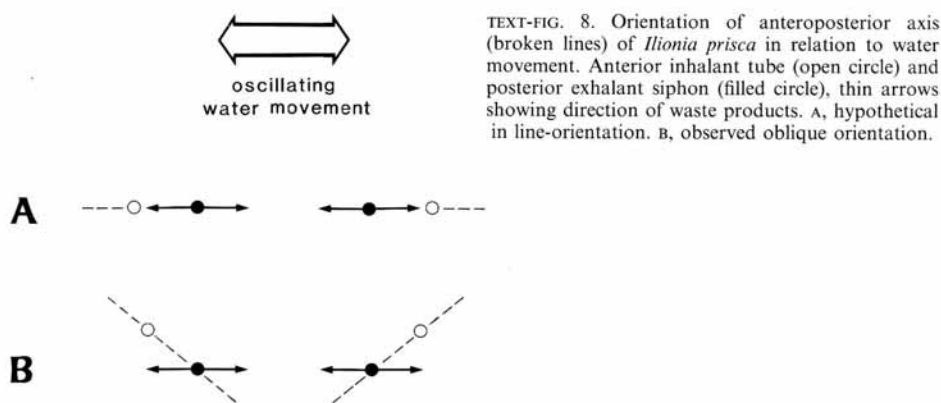 oscillating
water movement
TEXT-FIG. 8. Orientation of anteroposterior axis
(broken lines) of Ilionia prisca in relation to water
movement. Anterior inhalant tube (open circle) and
posterior exhalant siphon (filled circle), thin arrows
showing direction of waste products. A, hypothetical
in line-orientation. B, observed oblique orientation.
A
B